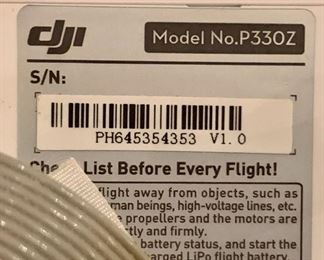 dji Model No.P330Z
S/N:
PH645354353 V1.0
Check List Before Every Flight!
flight away from objects, such as
man beings, high-voltage lines, etc.
e propellers and the motors are
ctly and firmly.
battery status, and start the
arged LiPo flight battery.